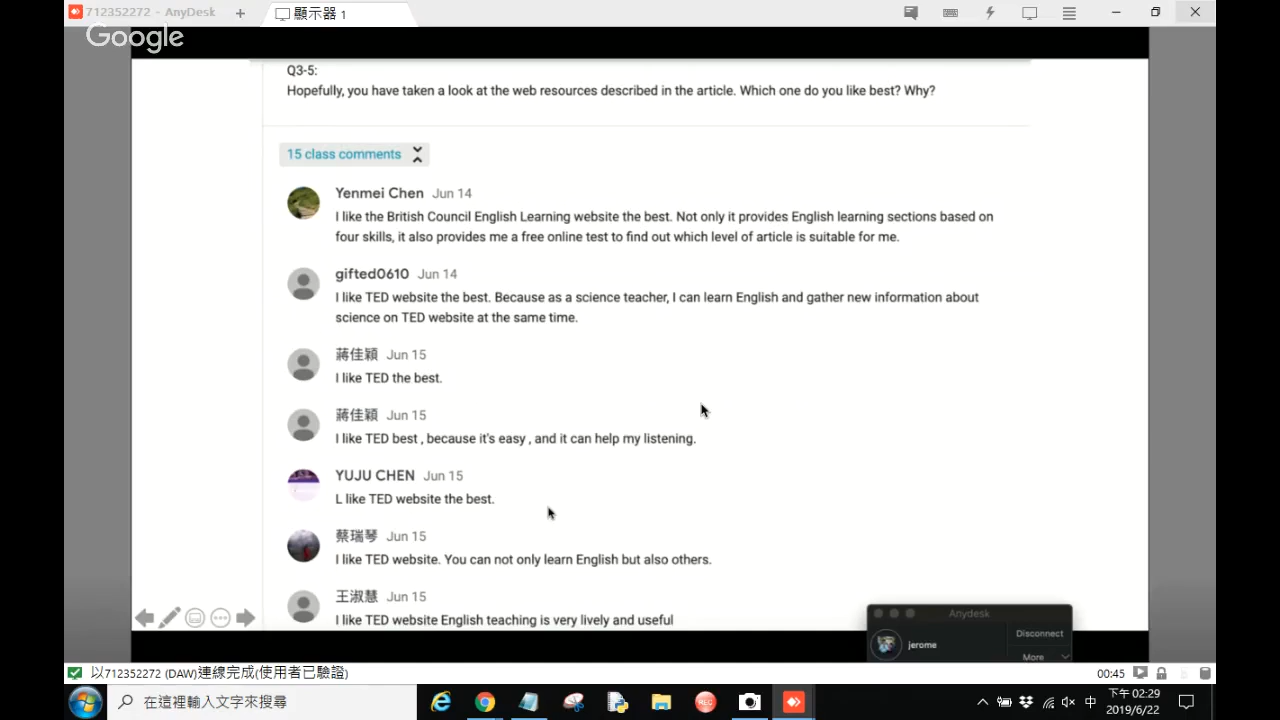 712352272 - AnyDesk
顯示器 1
Google
Q3-5:
Hopefully, you have taken a look at the web resources described in the article. Which one do you like best? Why?
15 class comments
Yenmei Chen Jun 14
I like the British Council English Learning website the best. Not only it provides English learning sections based on
four skills, it also provides me a free online test to find out which level of article is suitable for me.
gifted0610 Jun 14
I like TED website the best. Because as a science teacher, I can learn English and gather new information about
science on TED website at the same time.
蔣佳穎 Jun 15
I like TED the best.
蔣佳穎 Jun 15
I like TED best , because it's easy , and it can help my listening.
YUJU CHEN Jun 15
L like TED website the best.
蔡瑞琴 Jun 15
I like TED website. You can not only learn English but also others.
王淑慧 Jun 15
I like TED website English teaching is very lively and useful
Anydesk
jerome
Disconnect
More
以712352272 (DAW)連線完成(使用者已驗證)
00:45
在這裡輸入文字來搜尋
REC
中
下午 02:29
2019/6/22